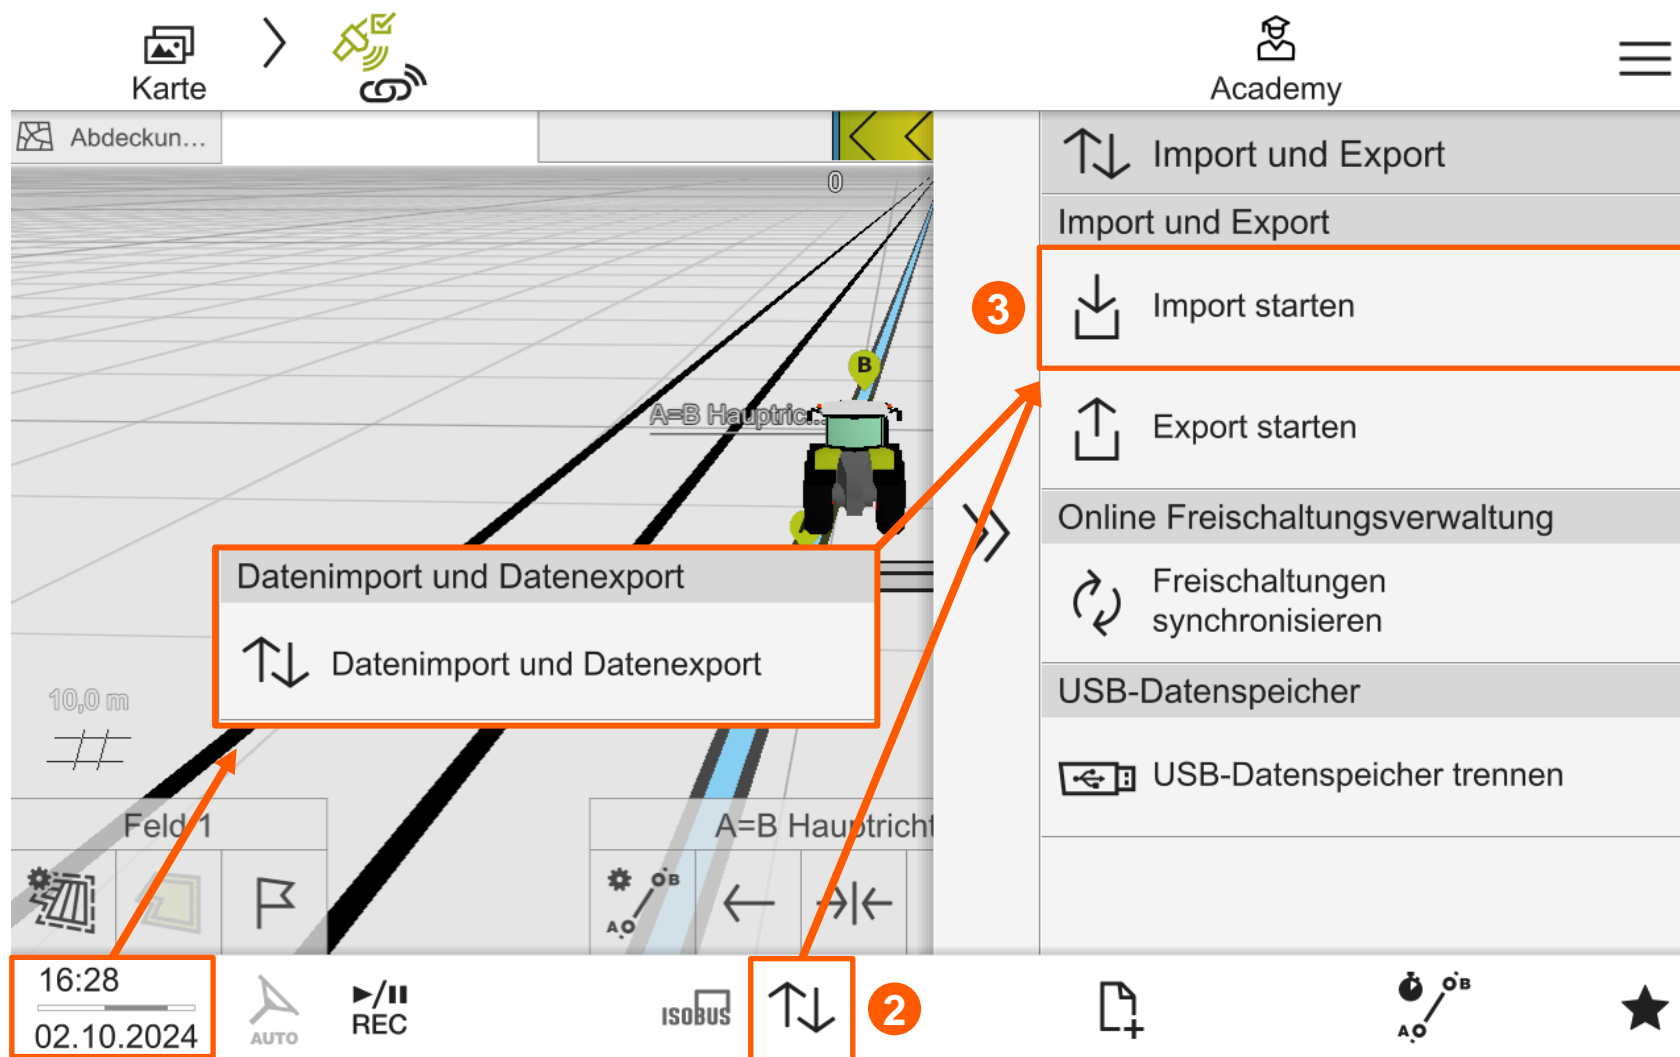 Karte
Academy
Abdeckun...
0
Import und Export
Import und Export
3
Import starten
B
A=B Hauptric...
Export starten
Online Freischaltungsverwaltung
Datenimport und Datenexport
Freischaltungen
synchronisieren
Datenimport und Datenexport
10,0 m
USB-Datenspeicher
USB-Datenspeicher trennen
Feld 1
A=B Hauptricht
B
A
16:28
02.10.2024
AUTO
►/II
REC
ISOBUS
2
B
A